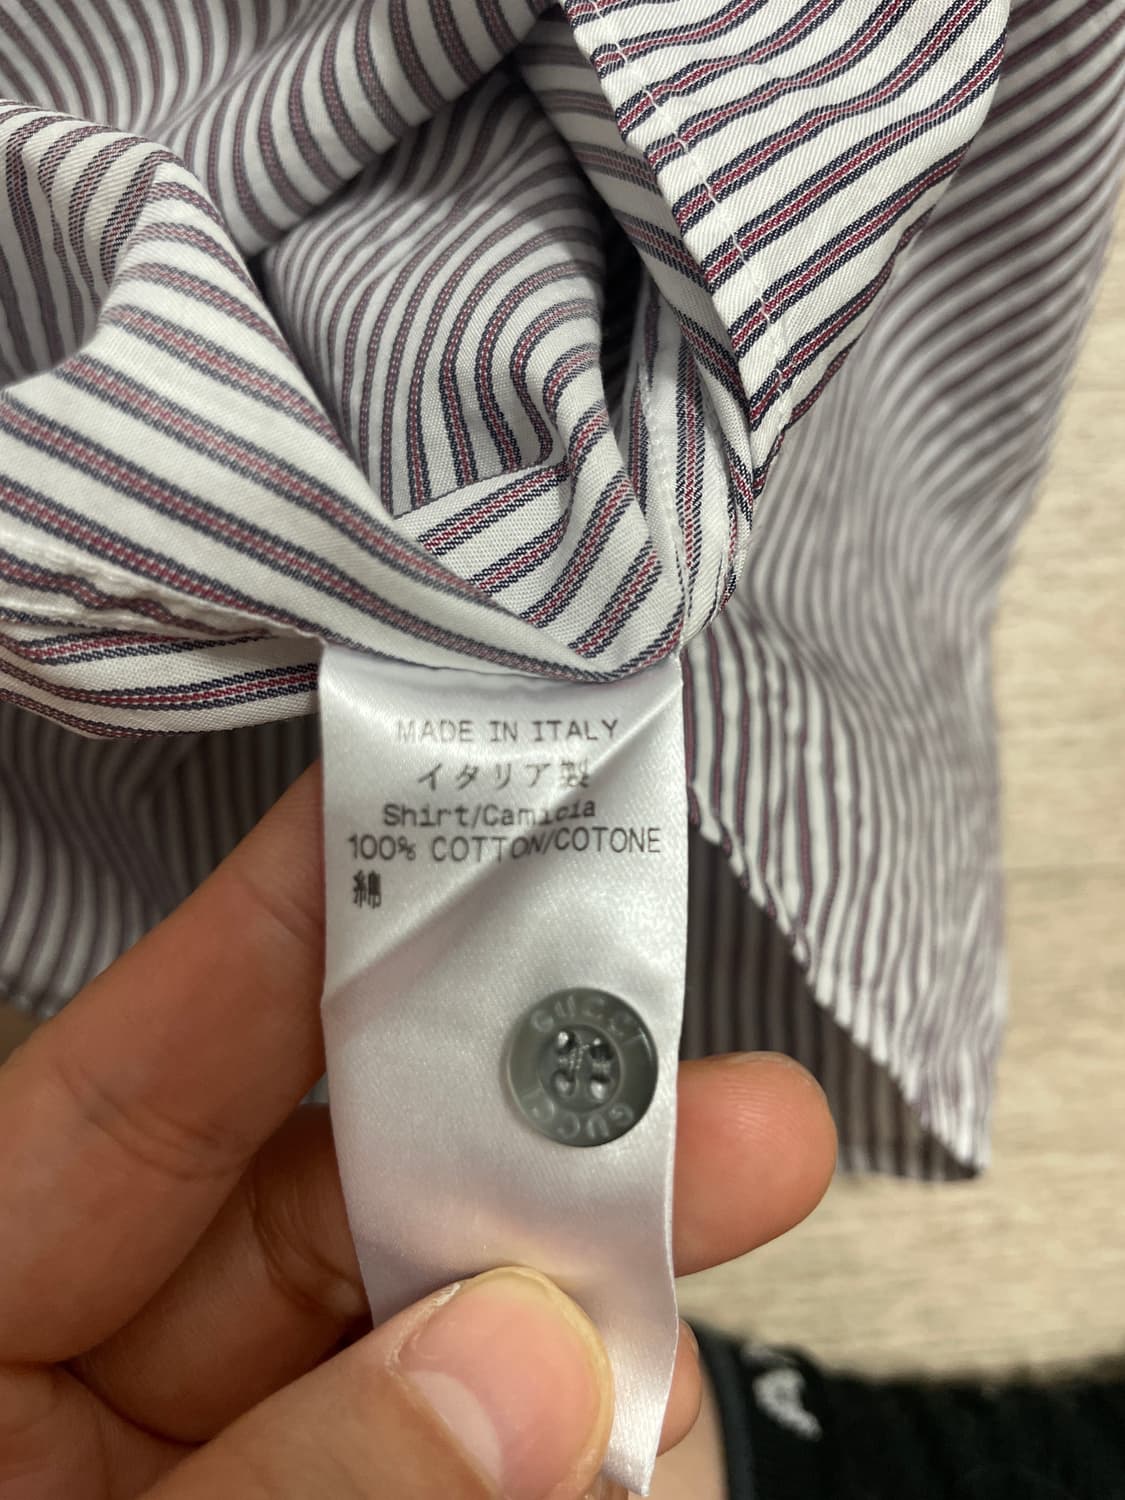 MADE IN ITALY
イタリア製
Shirt/Camicia
100% COTTON/COTONE
綿
GUCCI
GUCCI